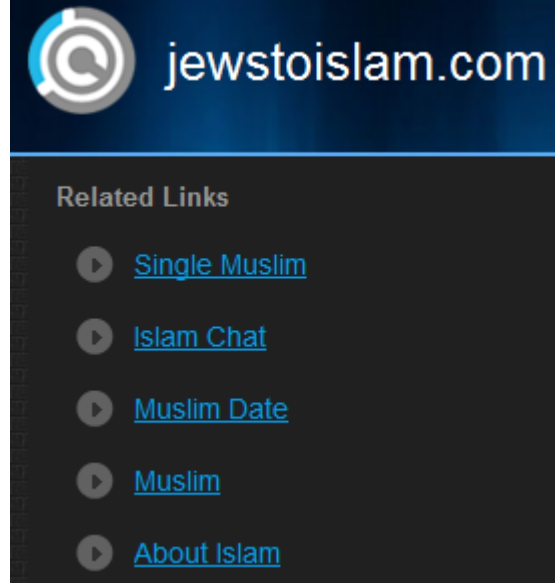 jewstoislam.com
Related Links
Single Muslim
Islam Chat
Muslim Date
Muslim
About Islam